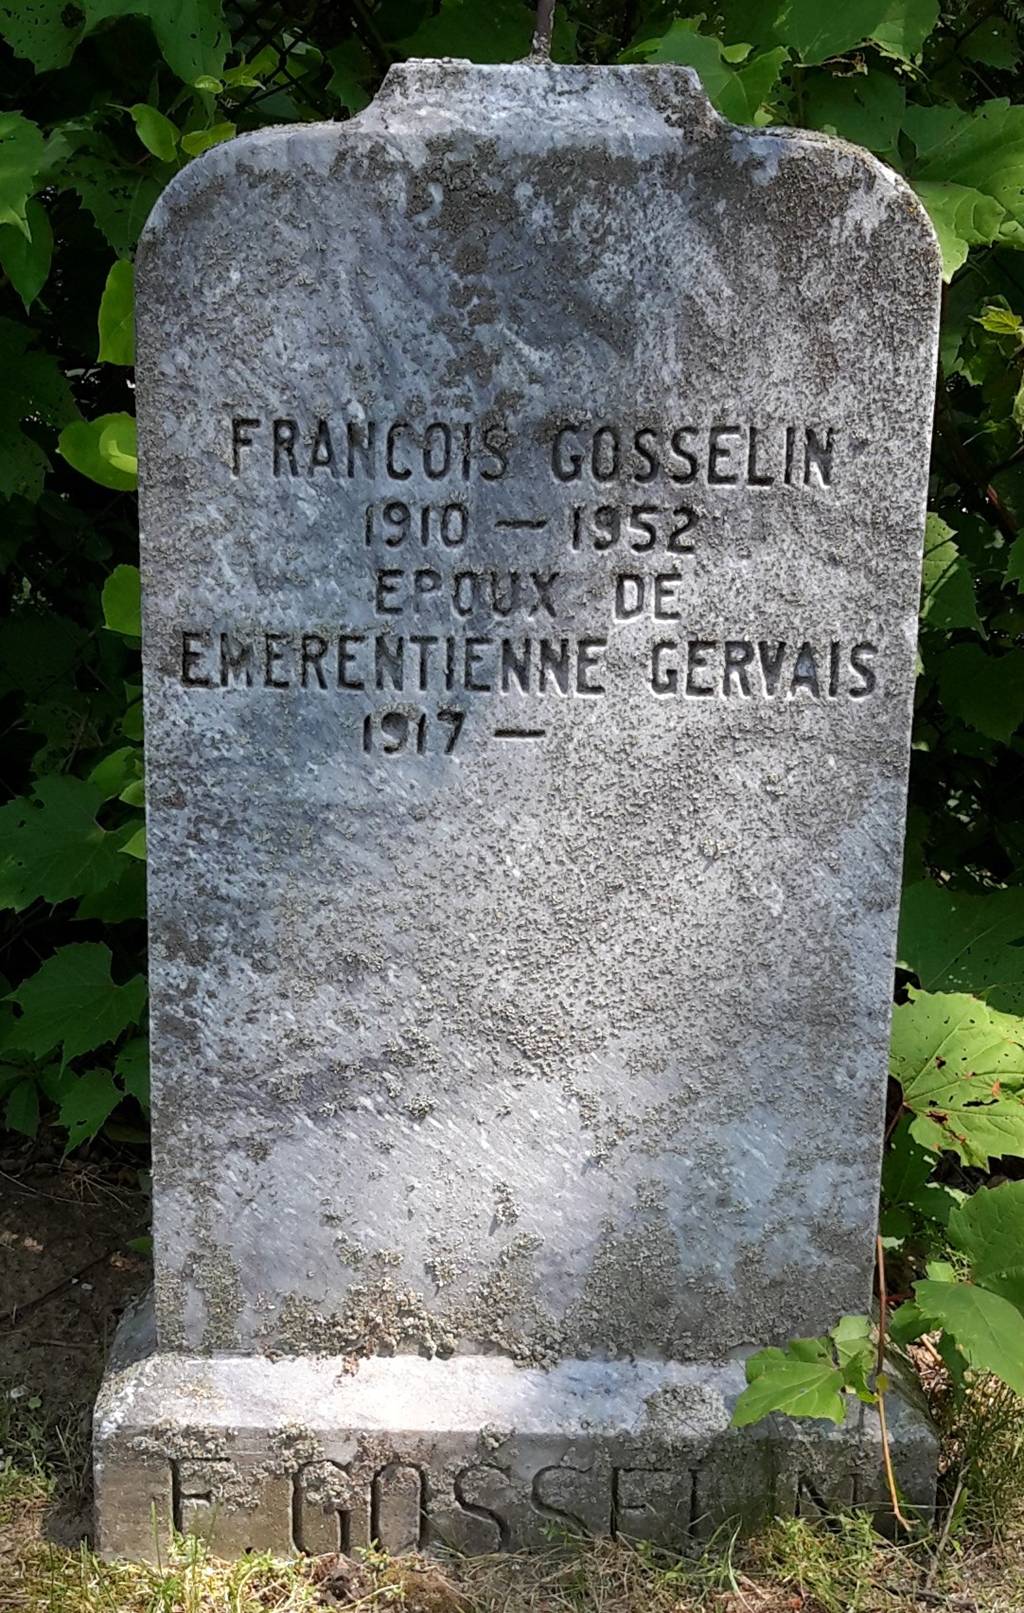 FRANCOIS GOSSELIN
1910 — 1952
EPOUX DE
EMERENTIENNE GERVAIS
1917 —
F GOSSELIN